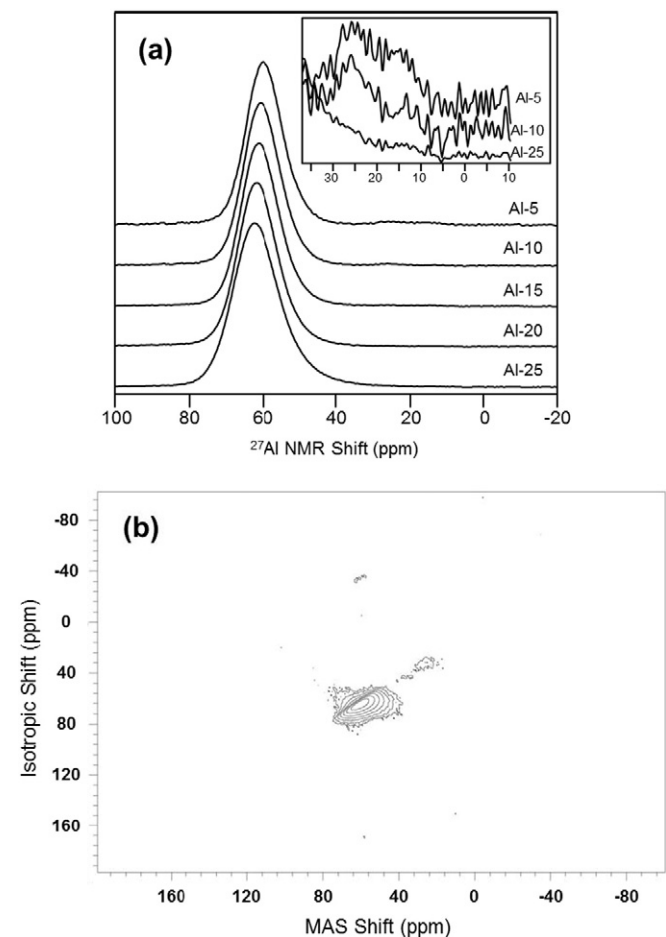 (a)
Al-5
Al-10
Al-25
30 20 10 0 10
Al-5
Al-10
Al-15
Al-20
Al-25
100 80 60 40 20 0 -20
²⁷Al NMR Shift (ppm)
(b)
-80
-40
0
40
80
120
160
Isotropic Shift (ppm)
160 120 80 40 0 -40 -80
MAS Shift (ppm)